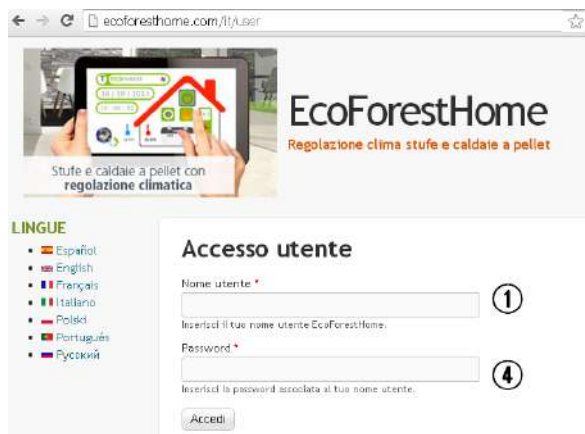 ecoforesthome.com/it/user
EcoForestHome
Regolazione clima stufe e caldaie a pellet
Stufe e caldaie a pellet con
regolazione climatica
LINGUE
Español
English
Français
Italiano
Polski
Português
Русский
Accesso utente
Nome utente *
1
Inserisci il tuo nome utente EcoForestHome.
Password *
4
Inserisci la password associata al tuo nome utente.
Accedi